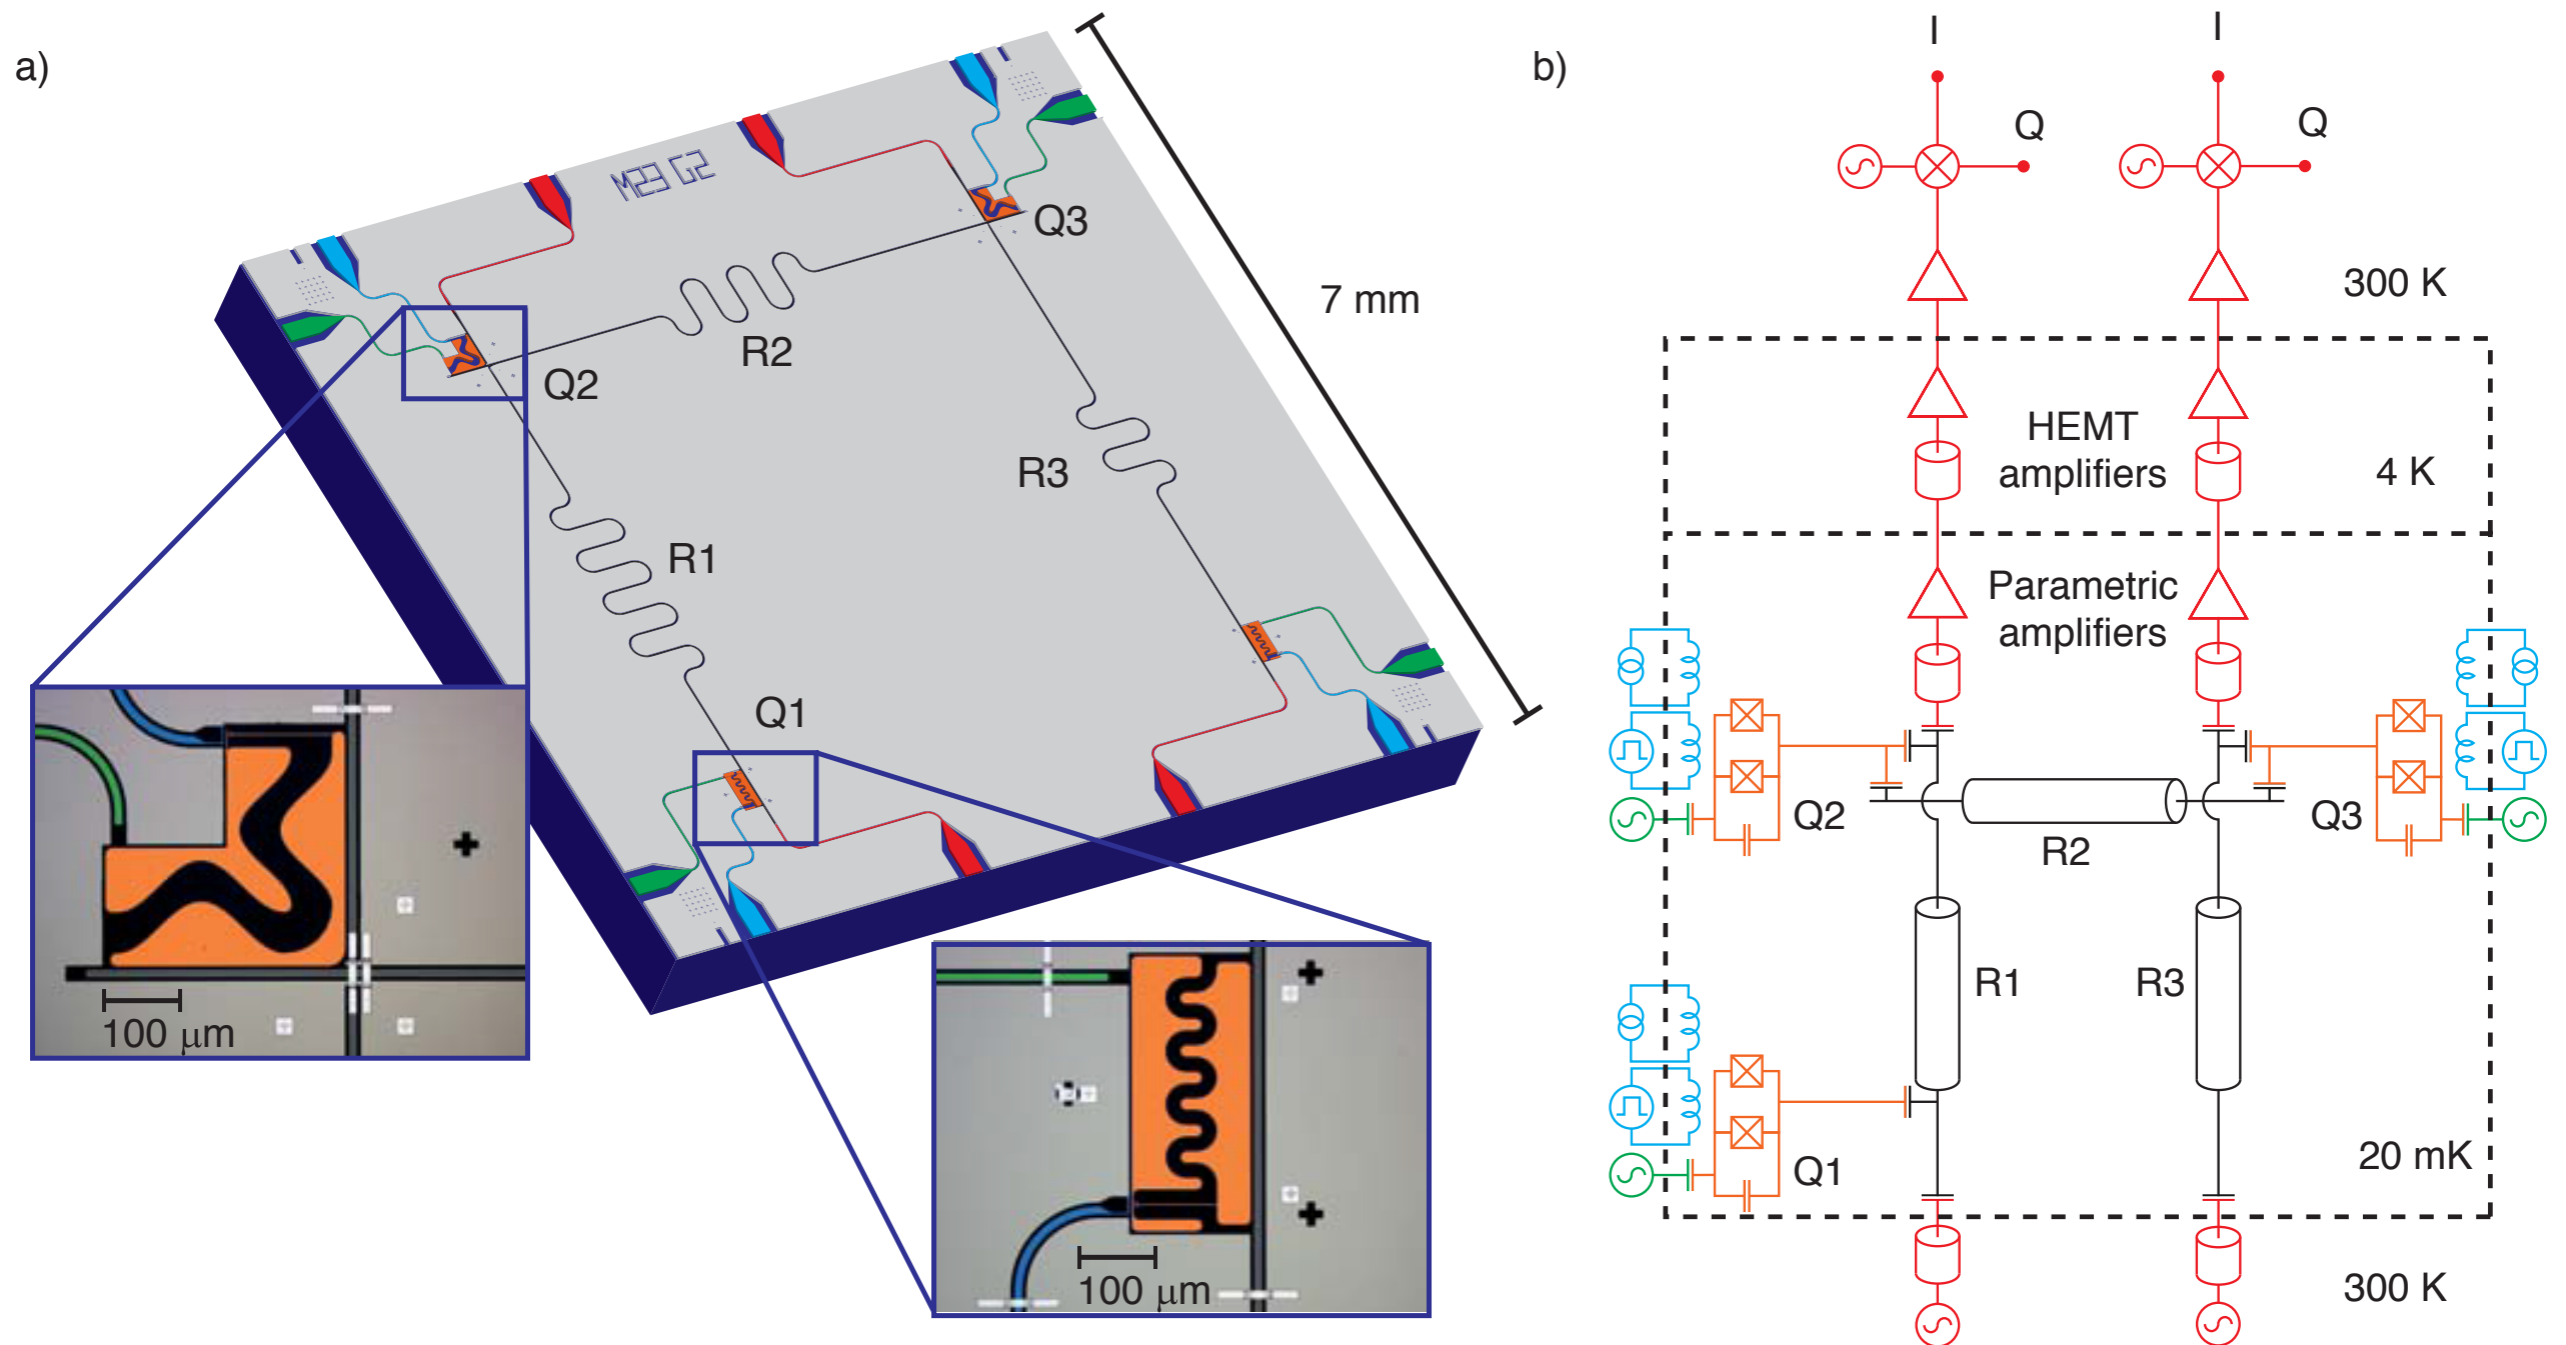 a)
M23 G2
Q3
7 mm
R2
Q2
R3
R1
Q1
100 μm
100 μm
b)
I
I
Q
Q
300 K
HEMT
amplifiers
4 K
Parametric
amplifiers
Q2
Q3
R2
R1
R3
20 mK
Q1
300 K